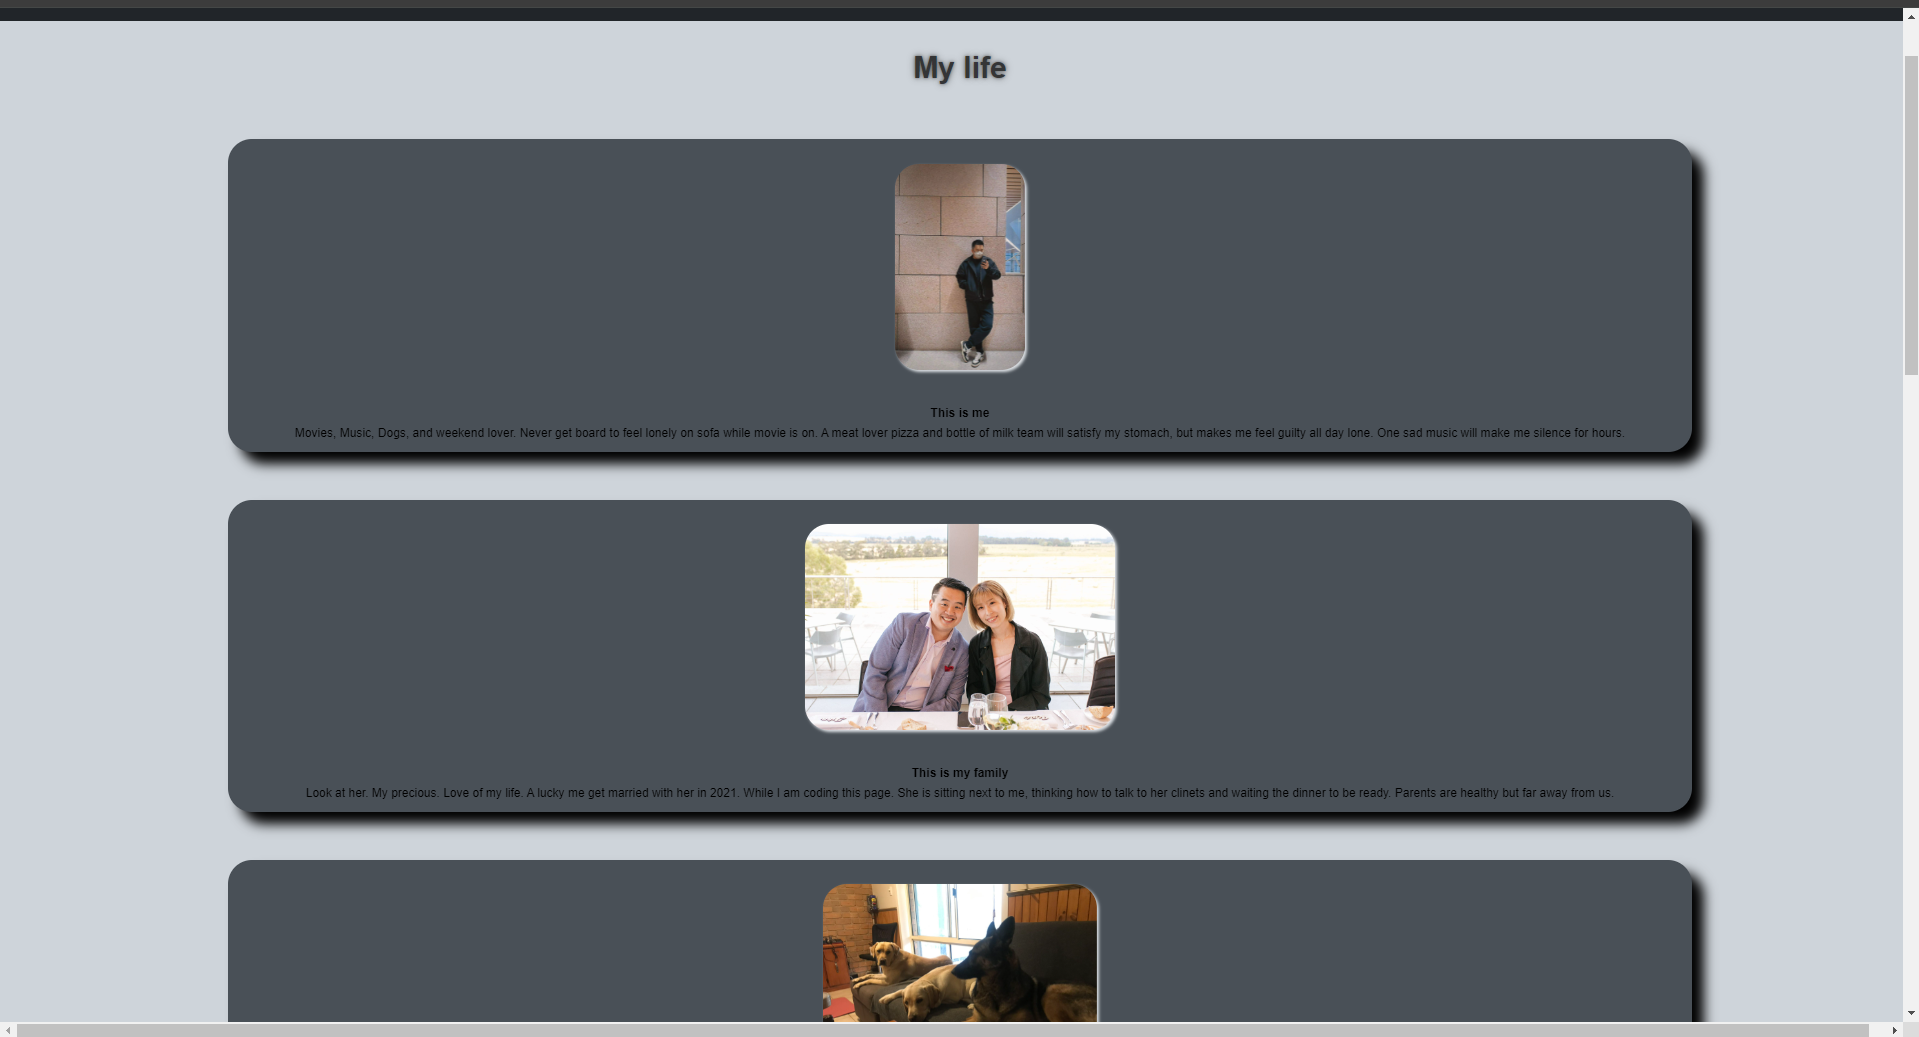 My life
This is me
Movies, Music, Dogs, and weekend lover. Never get board to feel lonely on sofa while movie is on. A meat lover pizza and bottle of milk team will satisfy my stomach, but makes me feel guilty all day lone. One sad music will make me silence for hours.
This is my family
Look at her. My precious. Love of my life. A lucky me get married with her in 2021. While I am coding this page. She is sitting next to me, thinking how to talk to her clinets and waiting the dinner to be ready. Parents are healthy but far away from us.